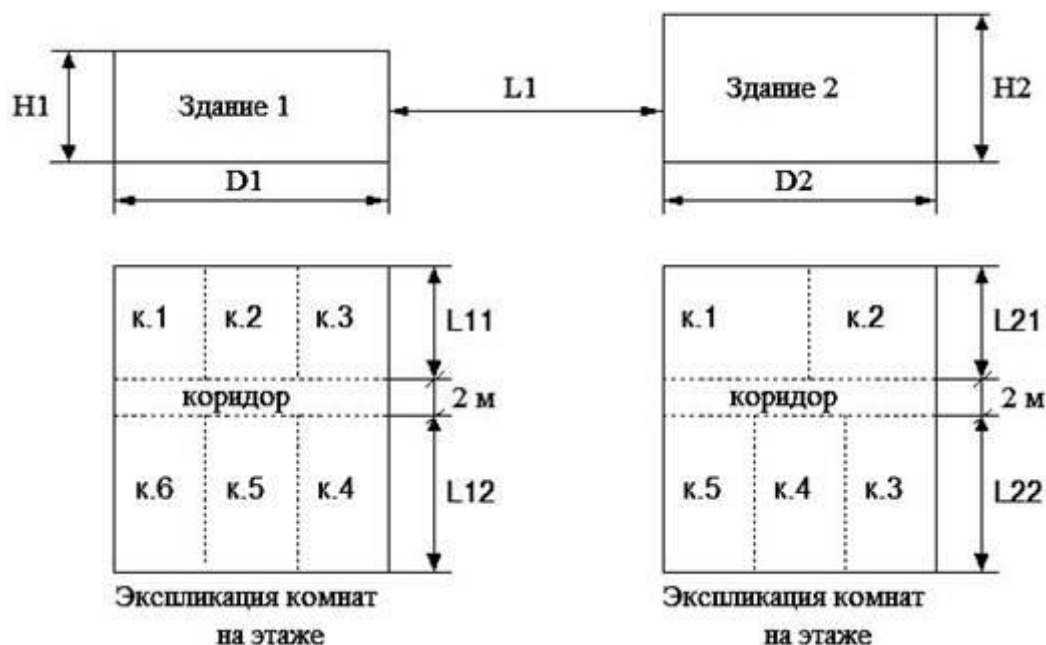 H1
Здание 1
L1
Здание 2
H2
D1
D2
к.1
к.2
к.3
L11
коридор
2 м
к.6
к.5
к.4
L12
Экспликация комнат
на этаже
к.1
к.2
L21
коридор
2 м
к.5
к.4
к.3
L22
Экспликация комнат
на этаже